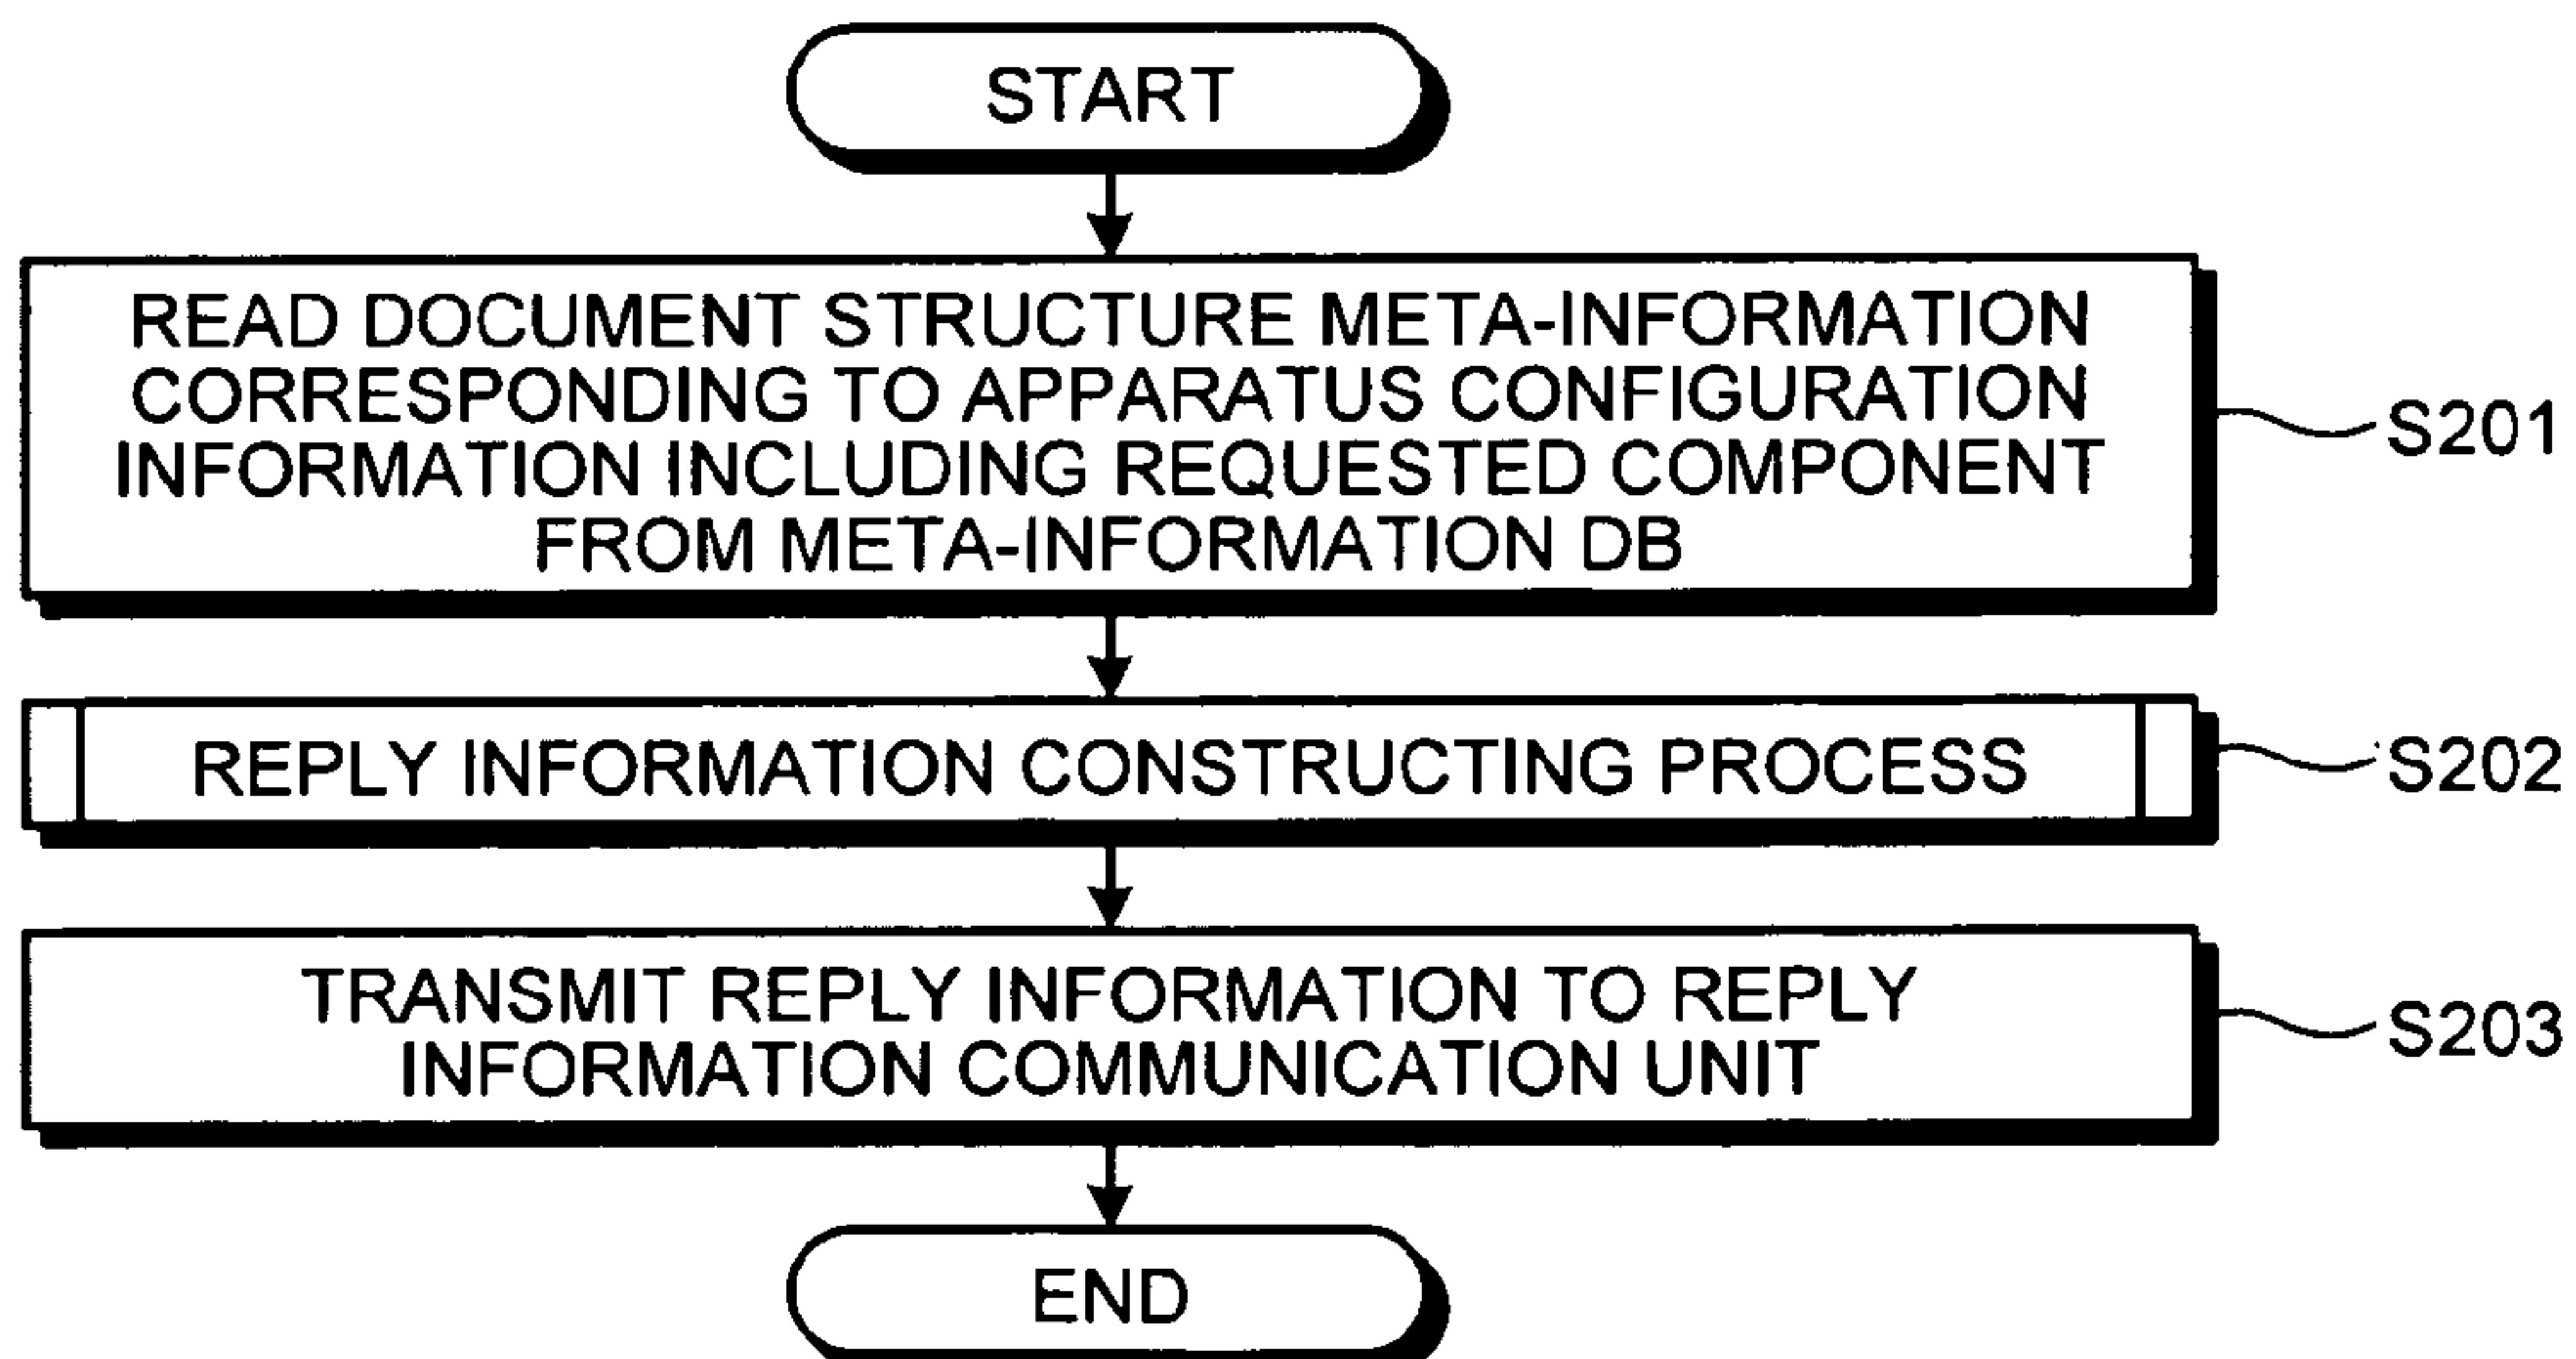 START
READ DOCUMENT STRUCTURE META-INFORMATION
CORRESPONDING TO APPARATUS CONFIGURATION
INFORMATION INCLUDING REQUESTED COMPONENT
FROM META-INFORMATION DB
S201
REPLY INFORMATION CONSTRUCTING PROCESS
S202
TRANSMIT REPLY INFORMATION TO REPLY
INFORMATION COMMUNICATION UNIT
S203
END